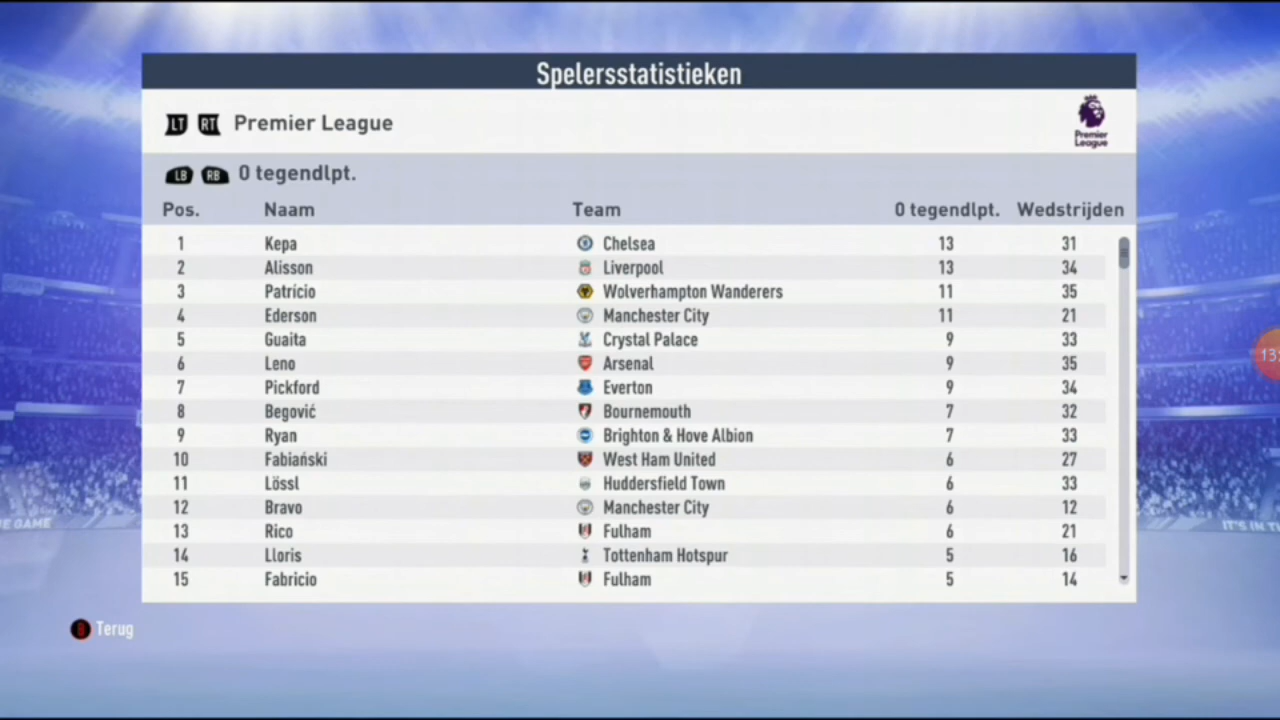 Spelersstatistieken
LT RT Premier League
Premier League
LB RB 0 tegendlpt.
Pos. Naam Team 0 tegendlpt. Wedstrijden
1 Kepa Chelsea 13 31
2 Alisson Liverpool 13 34
3 Patrício Wolverhampton Wanderers 11 35
4 Ederson Manchester City 11 21
5 Guaita Crystal Palace 9 33
6 Leno Arsenal 9 35
7 Pickford Everton 9 34
8 Begović Bournemouth 7 32
9 Ryan Brighton & Hove Albion 7 33
10 Fabiański West Ham United 6 27
11 Lössl Huddersfield Town 6 33
12 Bravo Manchester City 6 12
13 Rico Fulham 6 21
14 Lloris Tottenham Hotspur 5 16
15 Fabricio Fulham 5 14
E GAME
IT'S IN T
B Terug